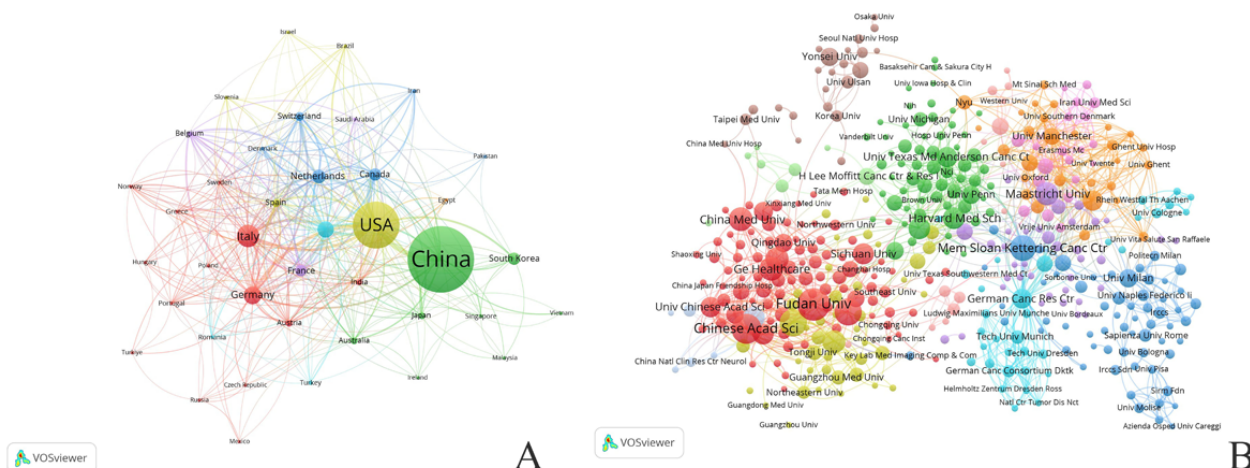 Israel
Brazil
Iran
Slovenia
Switzerland
Saudi Arabia
Belgium
Denmark
Pakistan
Netherlands
Canada
Norway
Sweden
Spain
Egypt
Greece
USA
Italy
China
South Korea
Hungary
Poland
France
India
Germany
Portugal
Japan
Singapore
Vietnam
Austria
Romania
Australia
Turkiye
Malaysia
Czech Republic
Turkey
Ireland
Russia
Mexico
VOSviewer
A
Osaka Univ
Seoul Natl Univ Hosp
Yonsei Univ
Basaksehir Cam & Sakura City H
Univ Ulsan
Univ Iowa Hosp & Clin
Mt Sinai Sch Med
Nih
Nyu
Western Univ
Iran Univ Med Sci
Taipei Med Univ
Korea Univ
Univ Michigan
Univ Southern Denmark
Vanderbilt Univ
Hosp Univ Penn
Univ Manchester
China Med Univ Hosp
Erasmus Mc
Ghent Univ Hosp
Univ Texas Md Anderson Canc Ct
Univ Twente
Univ Ghent
Nci
H Lee Moffitt Canc Ctr & Res I
Univ Oxford
Tata Mem Hosp
Univ Penn
Maastricht Univ
Brown Univ
Rhein Westfal Th Aachen
Xinxiang Med Univ
Univ Cologne
China Med Univ
Harvard Med Sch
Northwestern Univ
Vrije Univ Amsterdam
Qingdao Univ
Univ Vita Salute San Raffaele
Shaoxing Univ
Sichuan Univ
Mem Sloan Kettering Canc Ctr
Politecn Milan
Ge Healthcare
Changhai Hosp
Univ Texas Southwestern Med Ct
Sorbonne Univ
Univ Milan
China Japan Friendship Hosp
Southeast Univ
German Canc Res Ctr
Univ Naples Federico Ii
Univ Chinese Acad Sci
Fudan Univ
Ludwig Maximilians Univ Munche
Univ Bordeaux
Irccs
Chinese Acad Sci
Chongqing Univ
Tech Univ Munich
Sapienza Univ Rome
Chongqing Canc Inst
China Natl Clin Res Ctr Neurol
Tongji Univ
Key Lab Med Imaging Comp & Com
Tech Univ Dresden
Univ Bologna
Guangzhou Med Univ
German Canc Consortium Dktk
Irccs Sdn
Univ Pisa
Northeastern Univ
Helmholtz Zentrum Dresden Ross
Sirm Fdn
Guangdong Med Univ
Natl Ctr Tumor Dis Nct
Univ Molise
Guangzhou Univ
Azienda Osped Univ Careggi
VOSviewer
B